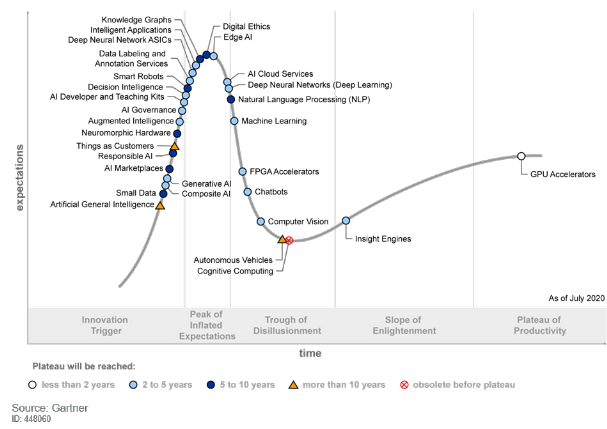 Knowledge Graphs
Intelligent Applications
Deep Neural Network ASICs
Data Labeling and
Annotation Services
Smart Robots
Decision Intelligence
AI Developer and Teaching Kits
AI Governance
Augmented Intelligence
Neuromorphic Hardware
Things as Customers
Responsible AI
AI Marketplaces
Small Data
Artificial General Intelligence
Generative AI
Composite AI
Digital Ethics
Edge AI
AI Cloud Services
Deep Neural Networks (Deep Learning)
Natural Language Processing (NLP)
Machine Learning
FPGA Accelerators
Chatbots
Computer Vision
Autonomous Vehicles
Cognitive Computing
Insight Engines
GPU Accelerators
expectations
As of July 2020
Innovation
Trigger
Peak of
Inflated
Expectations
Trough of
Disillusionment
Slope of
Enlightenment
Plateau of
Productivity
time
Plateau will be reached:
less than 2 years
2 to 5 years
5 to 10 years
more than 10 years
obsolete before plateau
Source: Gartner
ID: 448060